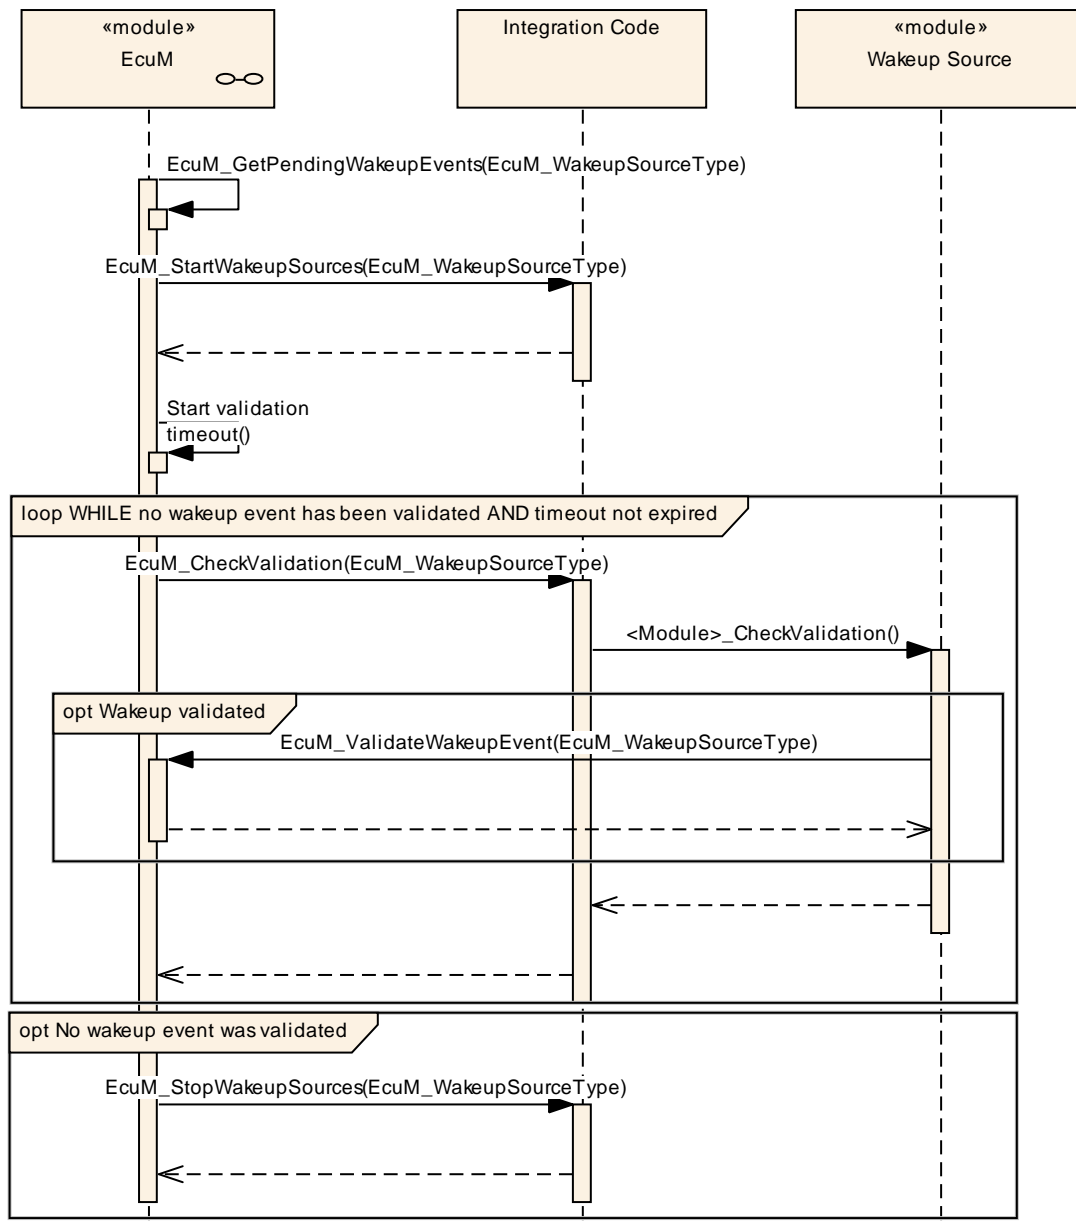 «module»
EcuM
Integration Code
«module»
Wakeup Source
EcuM_GetPendingWakeupEvents(EcuM_WakeupSourceType)
EcuM_StartWakeupSources(EcuM_WakeupSourceType)
Start validation
timeout()
loop WHILE no wakeup event has been validated AND timeout not expired
EcuM_CheckValidation(EcuM_WakeupSourceType)
<Module>_CheckValidation()
opt Wakeup validated
EcuM_ValidateWakeupEvent(EcuM_WakeupSourceType)
opt No wakeup event was validated
EcuM_StopWakeupSources(EcuM_WakeupSourceType)